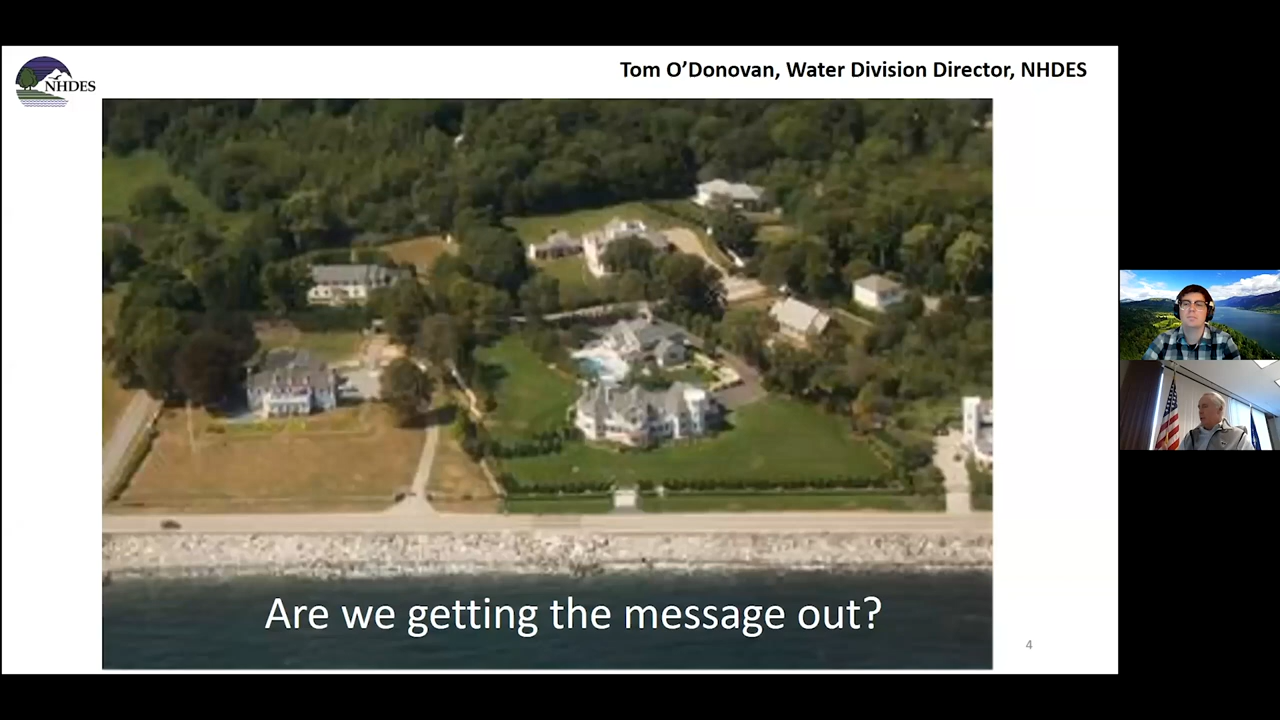 NHDES
Tom O’Donovan, Water Division Director, NHDES
Are we getting the message out?
4